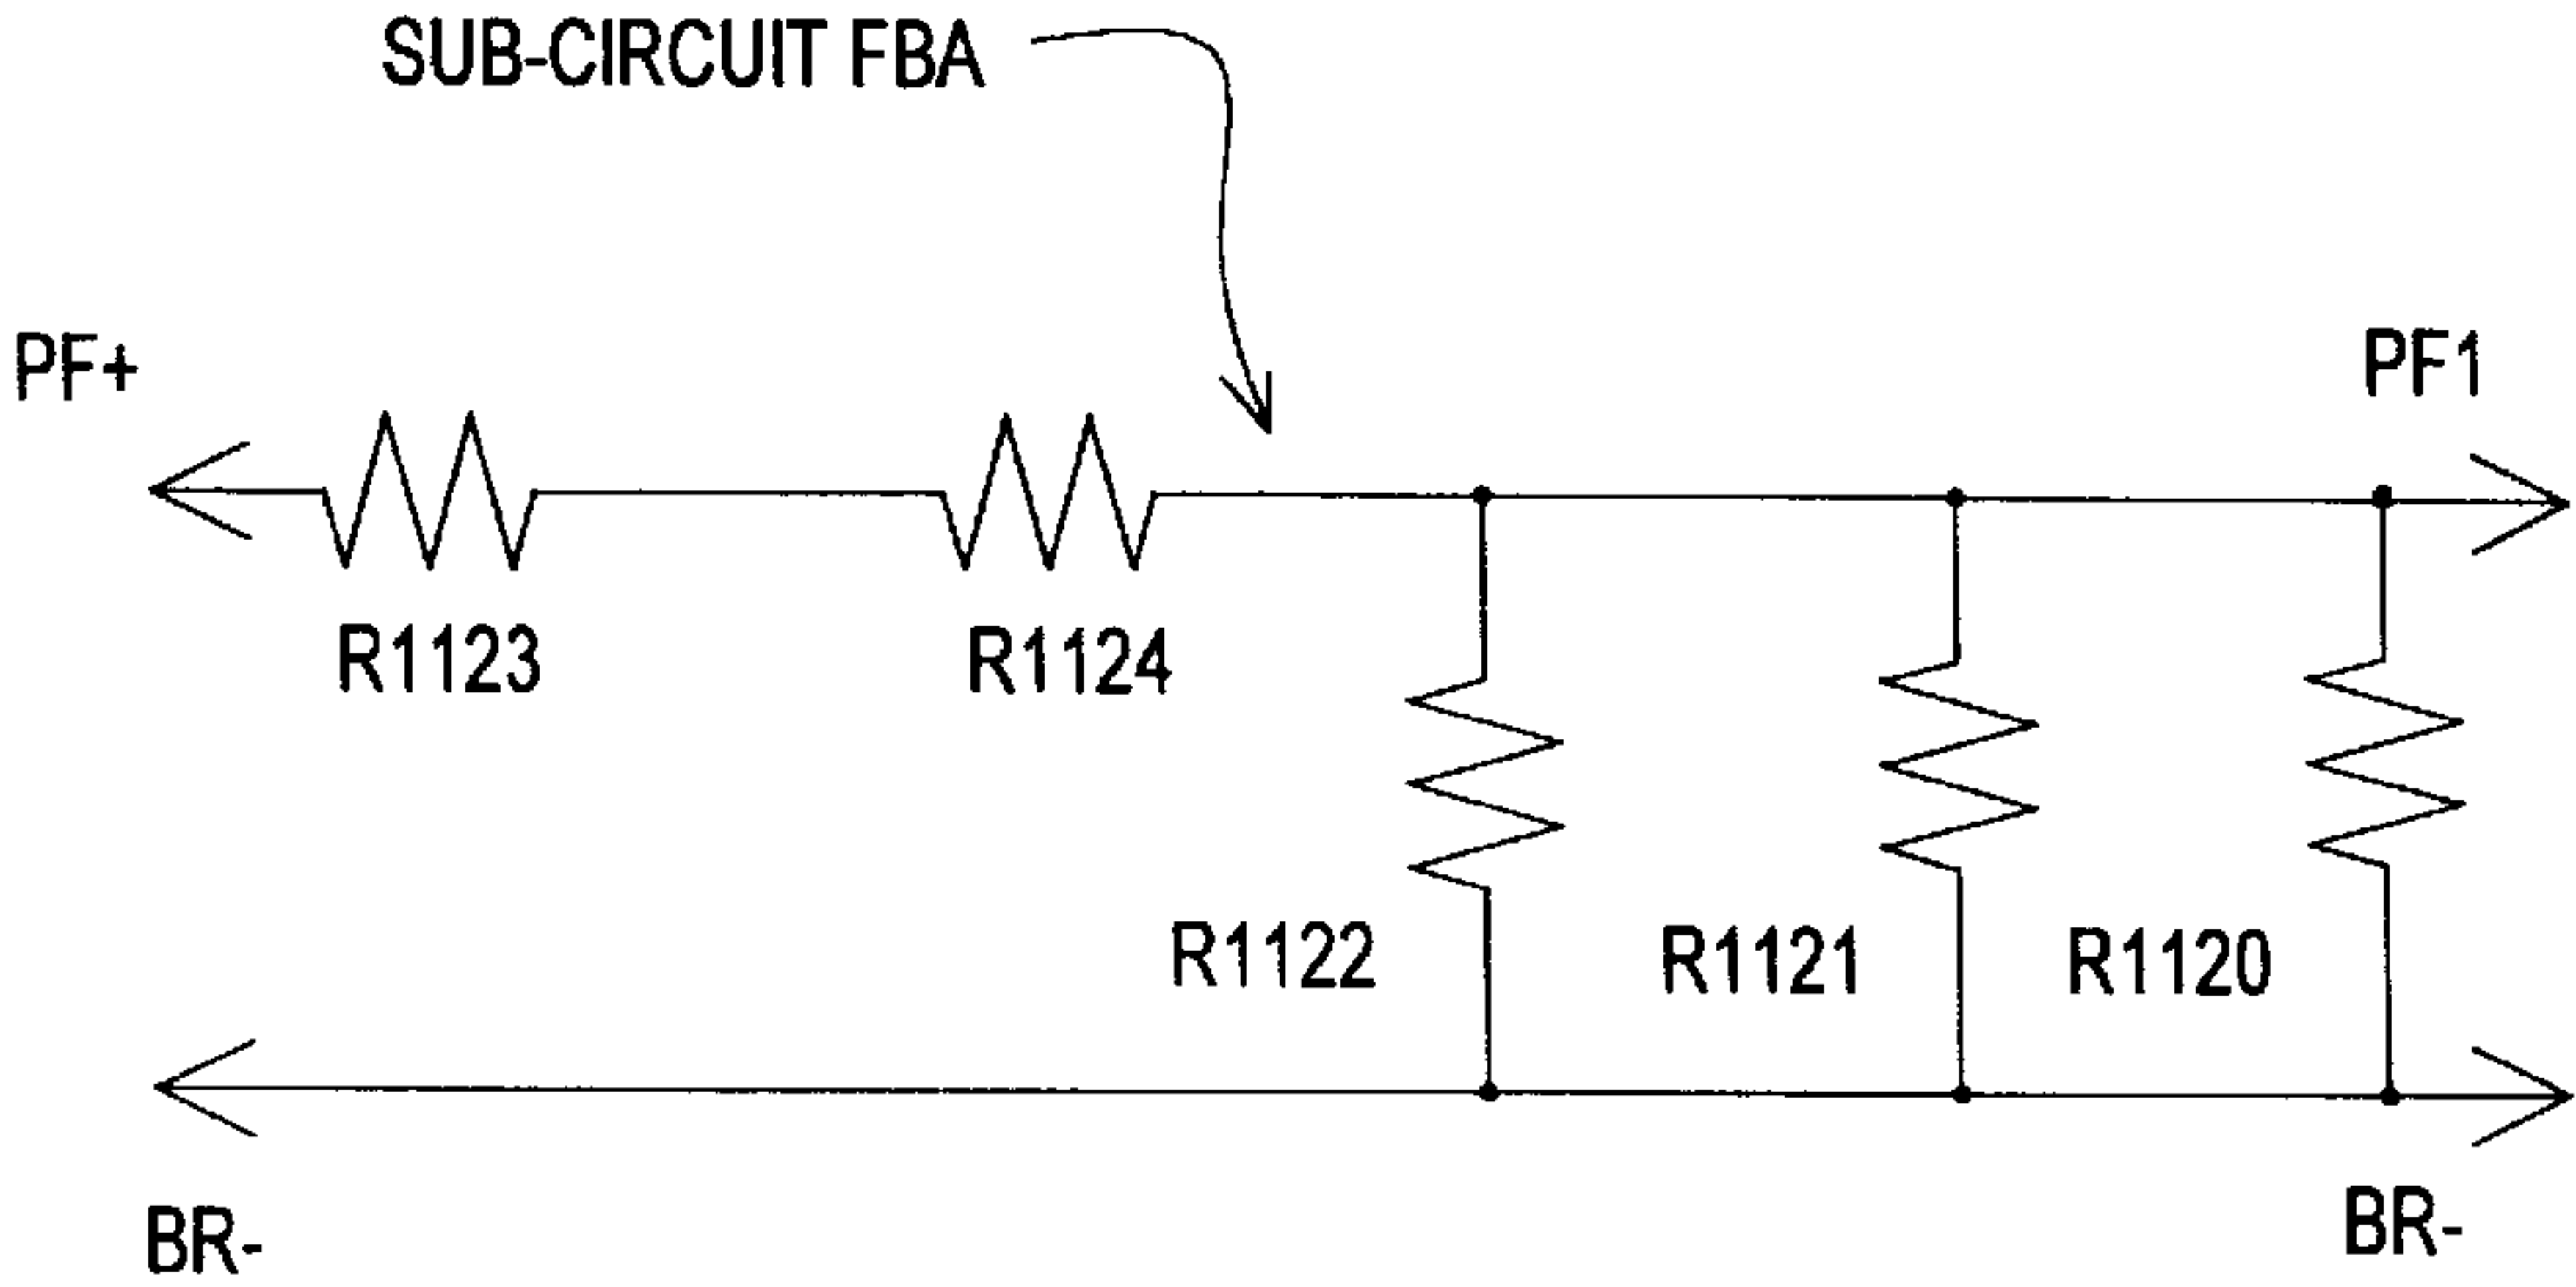 SUB-CIRCUIT FBA
PF+
PF1
R1123
R1124
R1122
R1121
R1120
BR-
BR-